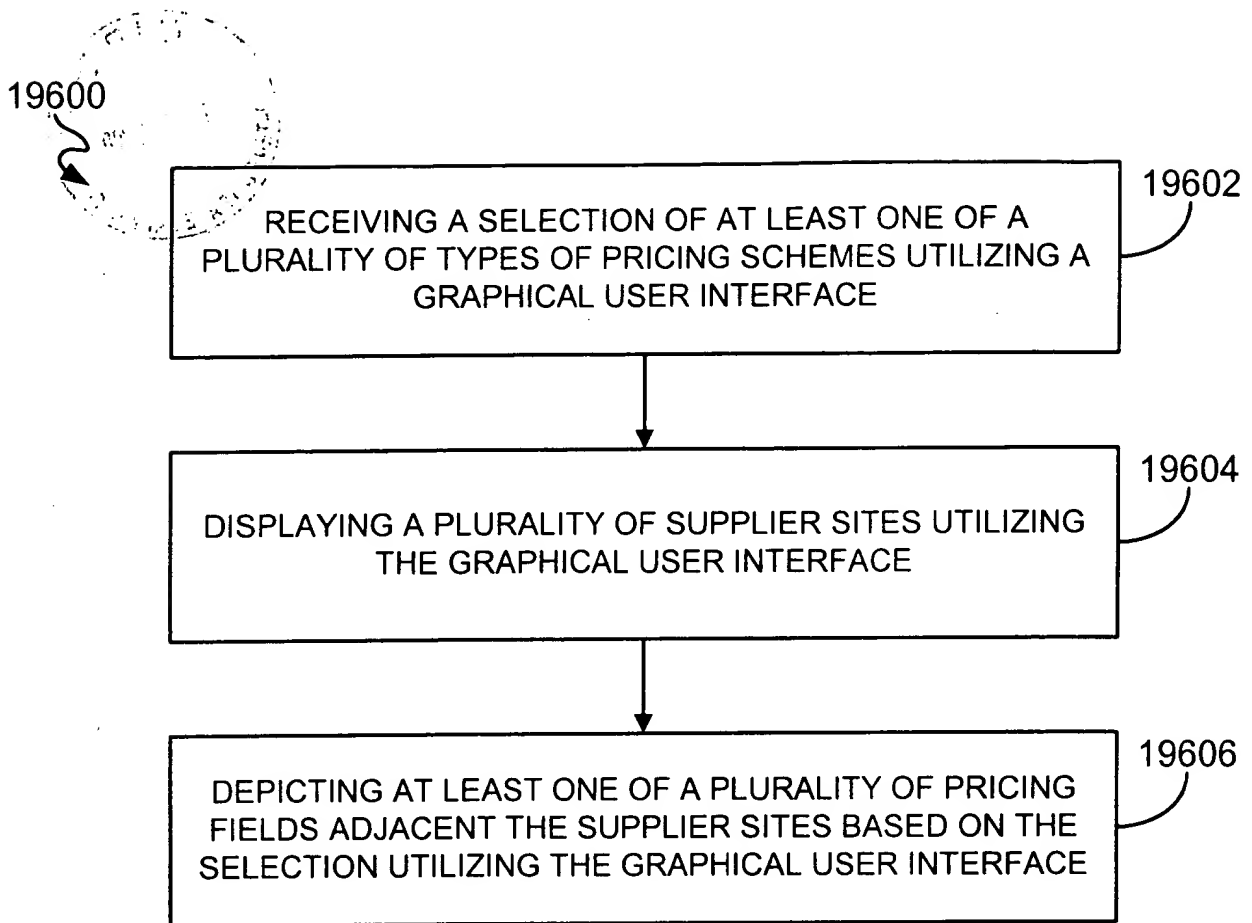 19600
19602
RECEIVING A SELECTION OF AT LEAST ONE OF A
PLURALITY OF TYPES OF PRICING SCHEMES UTILIZING A
GRAPHICAL USER INTERFACE
19604
DISPLAYING A PLURALITY OF SUPPLIER SITES UTILIZING
THE GRAPHICAL USER INTERFACE
19606
DEPICTING AT LEAST ONE OF A PLURALITY OF PRICING
FIELDS ADJACENT THE SUPPLIER SITES BASED ON THE
SELECTION UTILIZING THE GRAPHICAL USER INTERFACE